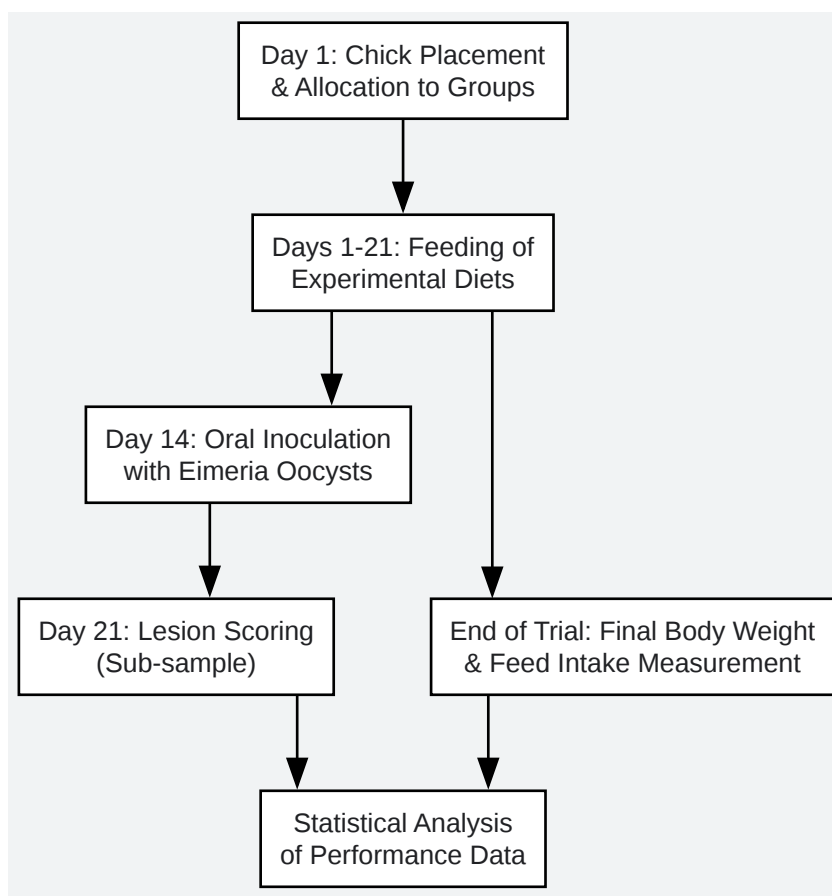 Day 1: Chick Placement
& Allocation to Groups
Days 1-21: Feeding of
Experimental Diets
Day 14: Oral Inoculation
with Eimeria Oocysts
Day 21: Lesion Scoring
(Sub-sample)
End of Trial: Final Body Weight
& Feed Intake Measurement
Statistical Analysis
of Performance Data